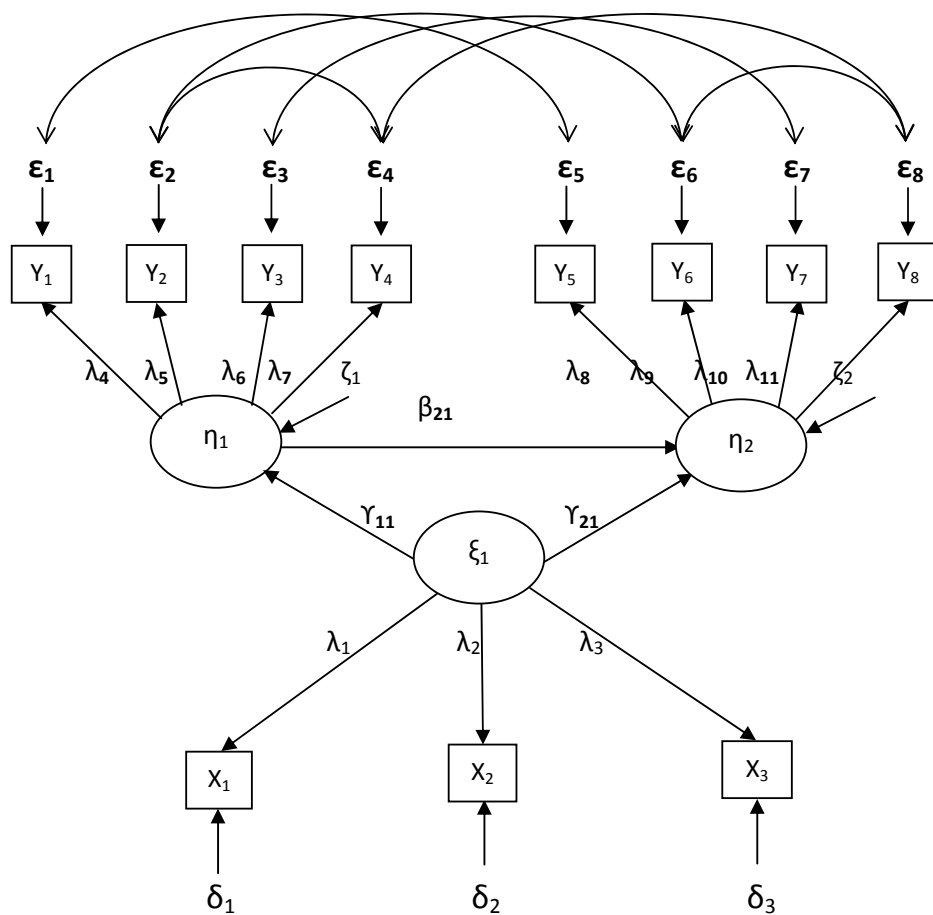 ε₁ ε₂ ε₃ ε₄ ε₅ ε₆ ε₇ ε₈
Y₁ Y₂ Y₃ Y₄ Y₅ Y₆ Y₇ Y₈
λ₄ λ₅ λ₆ λ₇ ζ₁ λ₈ λ₉ λ₁₀ λ₁₁ ζ₂
β₂₁
η₁ η₂
ϒ₁₁ ϒ₂₁
ξ₁
λ₁ λ₂ λ₃
X₁ X₂ X₃
δ₁ δ₂ δ₃